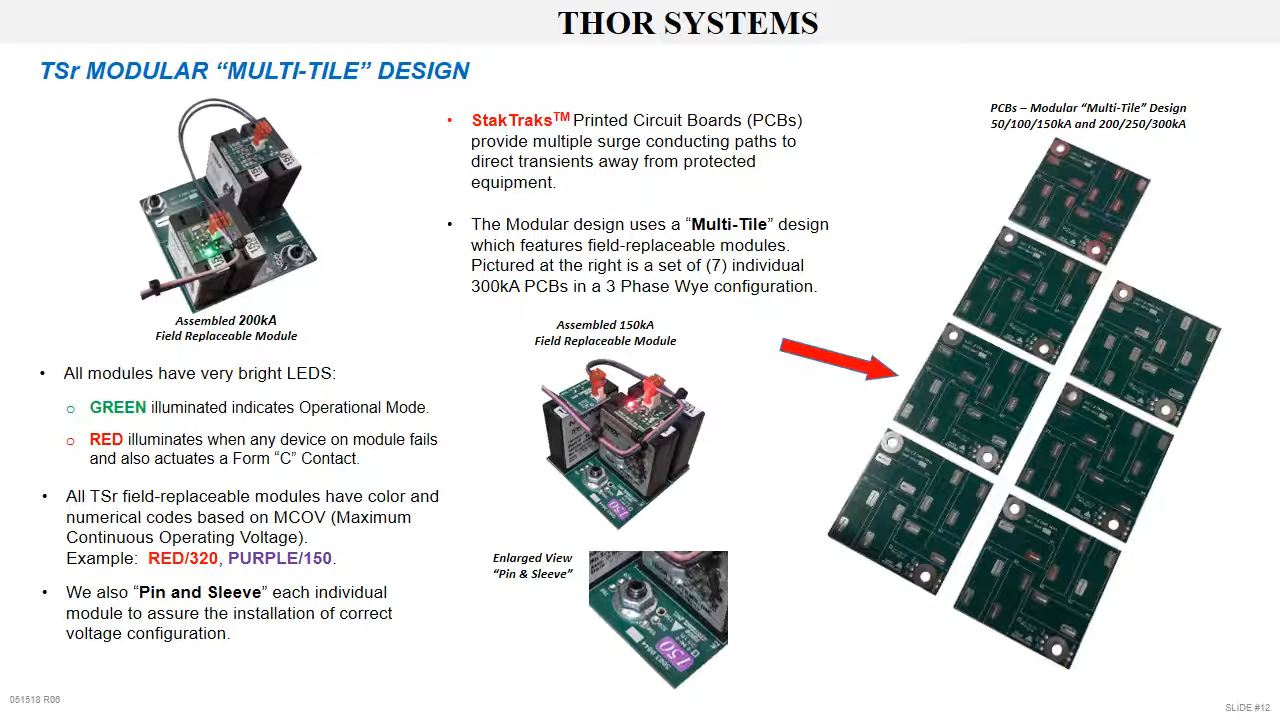 THOR SYSTEMS
TSr MODULAR “MULTI-TILE” DESIGN
Assembled 200kA
Field Replaceable Module
• All modules have very bright LEDS:
o GREEN illuminated indicates Operational Mode.
o RED illuminates when any device on module fails
and also actuates a Form “C” Contact.
• All TSr field-replaceable modules have color and
numerical codes based on MCOV (Maximum
Continuous Operating Voltage).
Example: RED/320, PURPLE/150.
• We also “Pin and Sleeve” each individual
module to assure the installation of correct
voltage configuration.
• StakTraks™ Printed Circuit Boards (PCBs)
provide multiple surge conducting paths to
direct transients away from protected
equipment.
• The Modular design uses a “Multi-Tile” design
which features field-replaceable modules.
Pictured at the right is a set of (7) individual
300kA PCBs in a 3 Phase Wye configuration.
Assembled 150kA
Field Replaceable Module
150
Enlarged View
“Pin & Sleeve”
150
PCBs – Modular “Multi-Tile” Design
50/100/150kA and 200/250/300kA
051518 R06
SLIDE #12